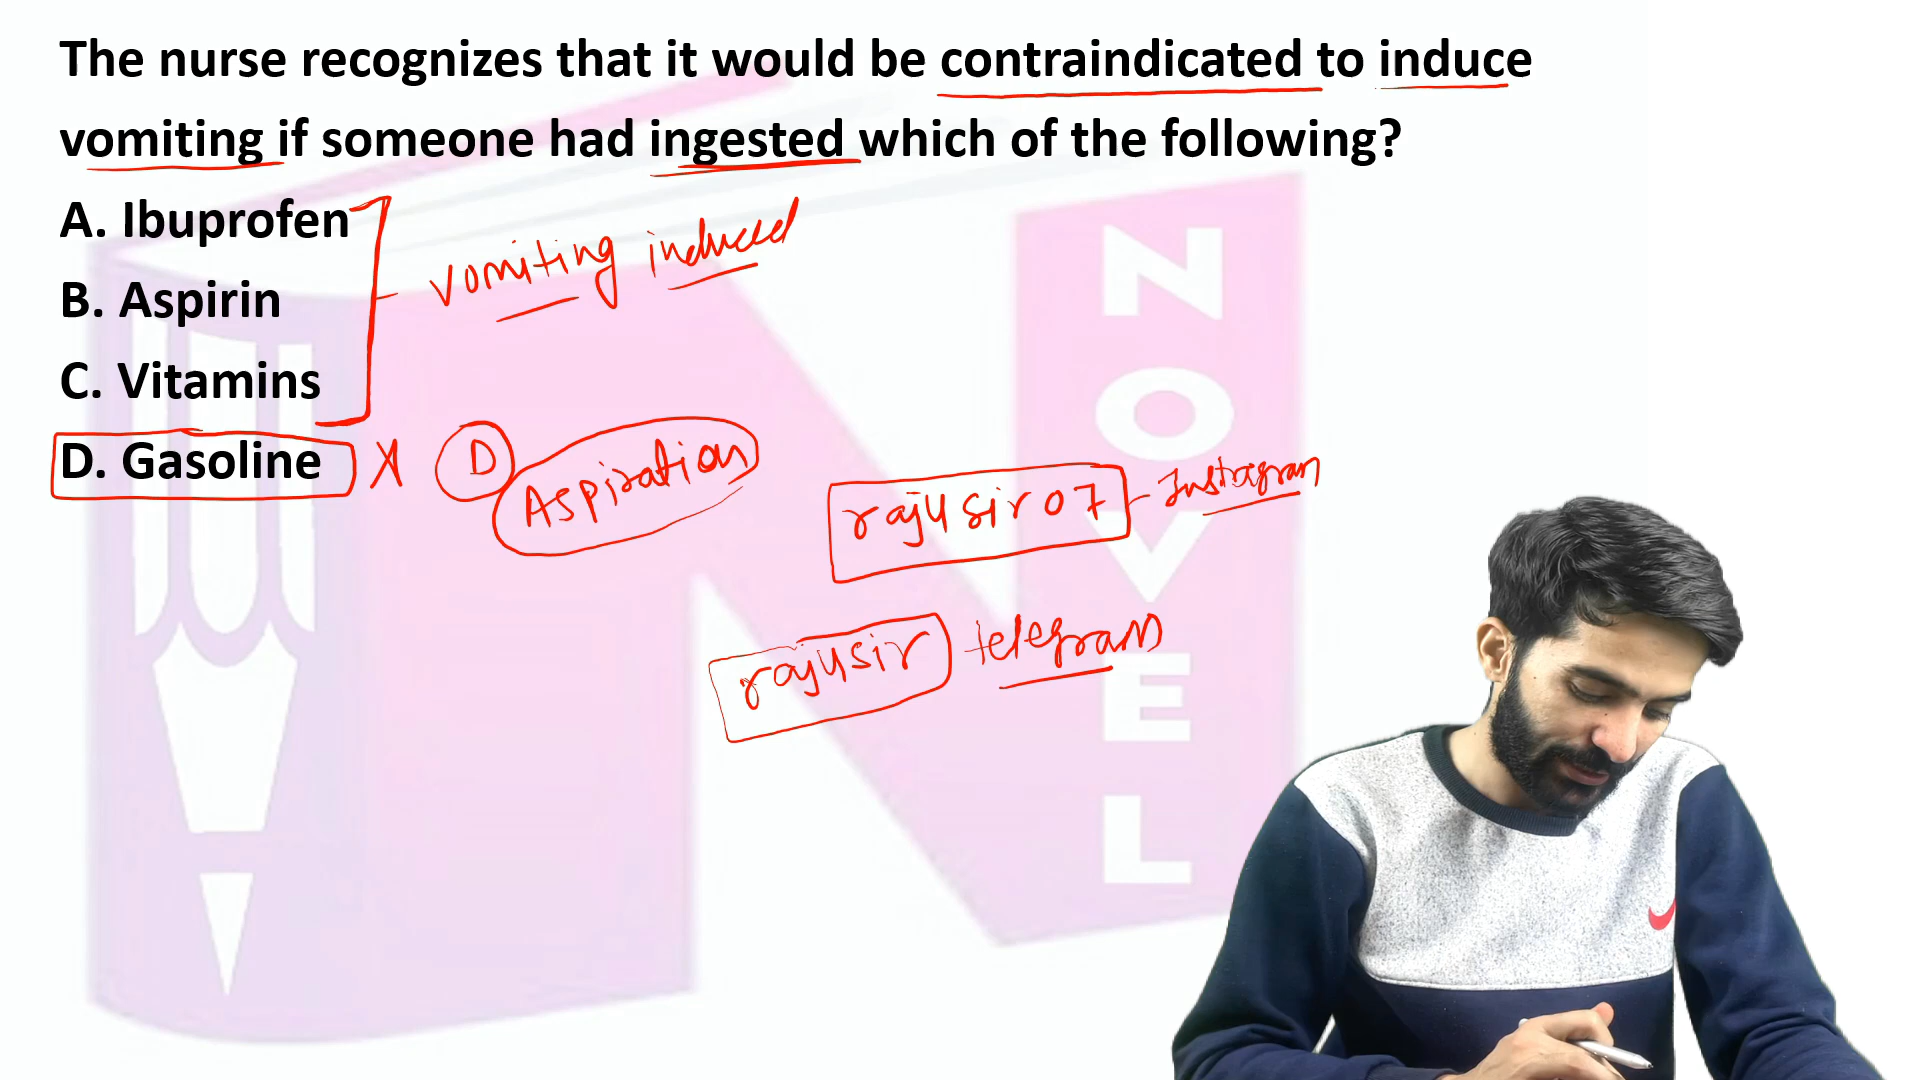 The nurse recognizes that it would be contraindicated to induce
vomiting if someone had ingested which of the following?
A. Ibuprofen
B. Aspirin
C. Vitamins
D. Gasoline
vomiting induced
X D
Aspiration
rajusir07 - Instagram
rajusir telegram
NOVEL